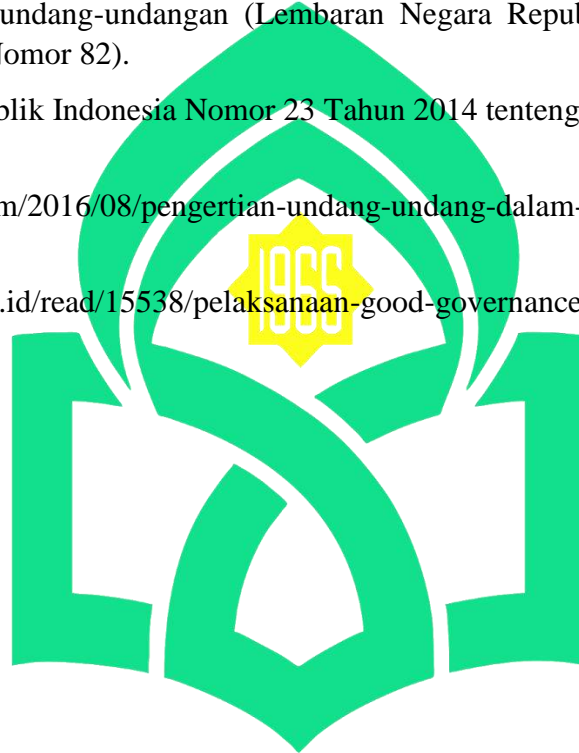 undang-undangan (Lembaran Negara Repub
Nomor 82).
blik Indonesia Nomor 23 Tahun 2014 tenteng
m/2016/08/pengertian-undang-undang-dalam-
1965
.id/read/15538/pelaksanaan-good-governance